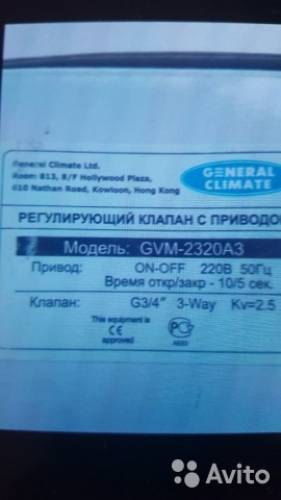 General Climate Ltd.
Room 813, 8/F Hollywood Plaza,
610 Nathan Road, Kowloon, Hong Kong
GENERAL
CLIMATE
РЕГУЛИРУЮЩИЙ КЛАПАН С ПРИВОДО
Модель: GVM-2320A3
Привод: ON-OFF 220В 50Гц
Время откр/закр - 10/5 сек.
Клапан: G3/4" 3-Way Kv=2.5
This equipment is
CE
approved
Avito